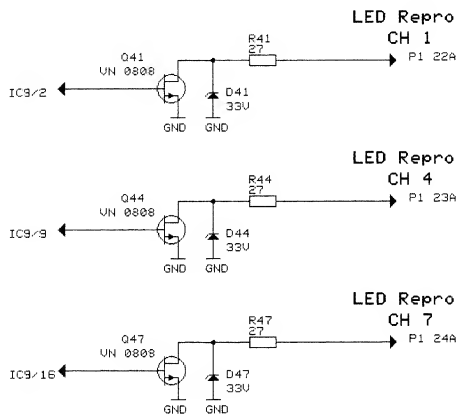 LED Repro
CH 1
Q41
VN 0808
R41
27
P1 22A
IC9/2
D41
33V
GND
GND
LED Repro
CH 4
Q44
VN 0808
R44
27
P1 23A
IC9/9
D44
33V
GND
GND
LED Repro
CH 7
Q47
VN 0808
R47
27
P1 24A
IC9/16
D47
33V
GND
GND